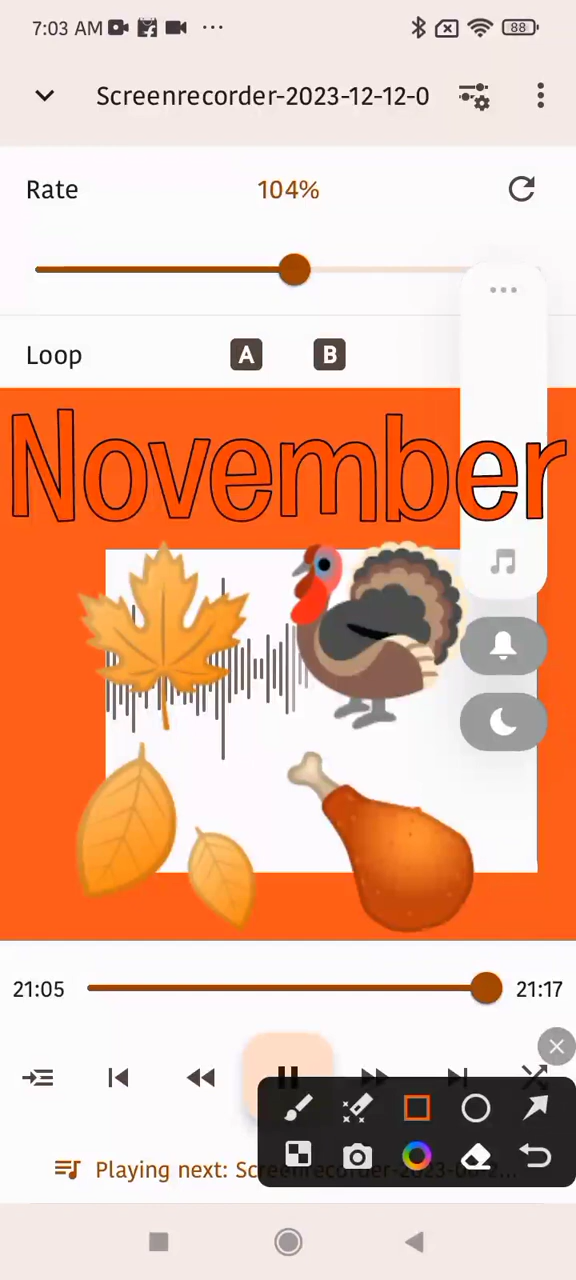 7:03 AM
88
Screenrecorder-2023-12-12-0
Rate 104%
Loop A B
November
21:05 21:17
Playing next: Screenrecorder-2023-0